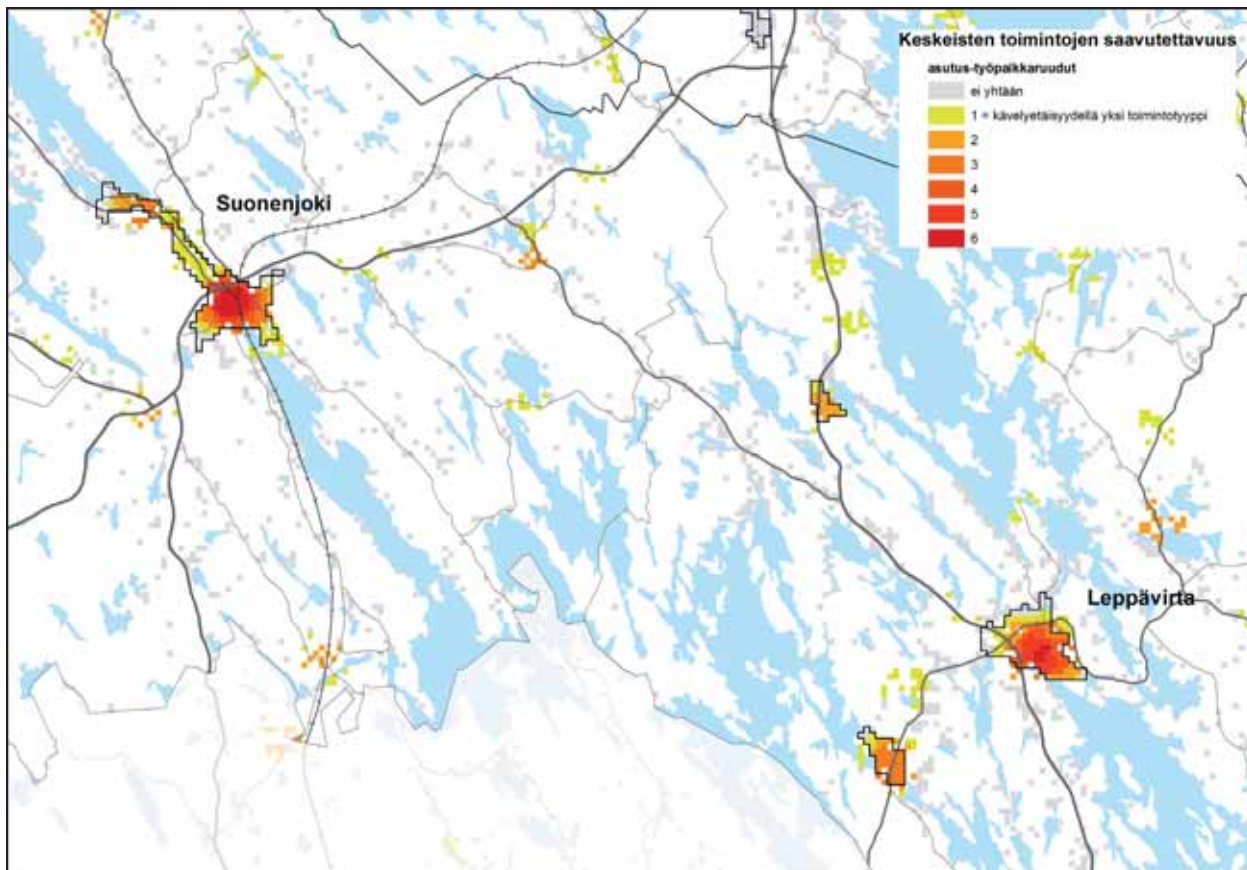 Keskeisten toimintojen saavutettavuus
asutus-työpaikkaruudut
ei yhtään
1 = kävelyetäisyydellä yksi toimintotyyppi
2
3
4
5
6
Suonenjoki
Leppävirta